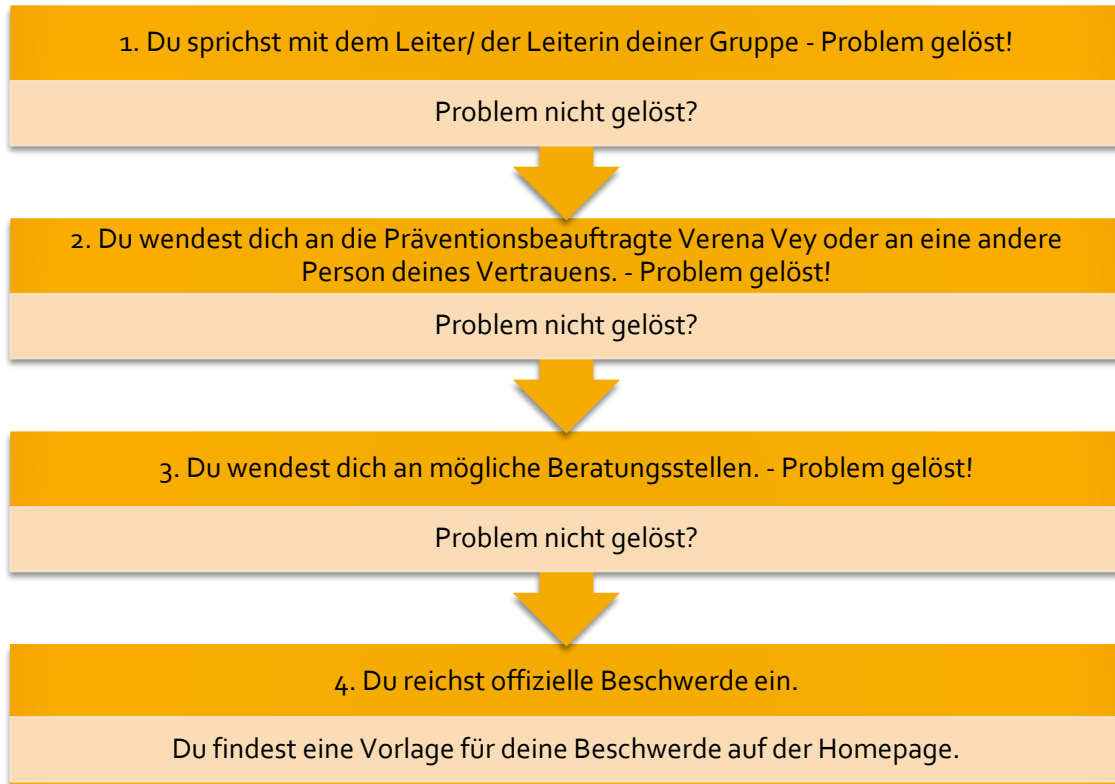 1. Du sprichst mit dem Leiter/ der Leiterin deiner Gruppe - Problem gelöst!
Problem nicht gelöst?
2. Du wendest dich an die Präventionsbeauftragte Verena Vey oder an eine andere
Person deines Vertrauens. - Problem gelöst!
Problem nicht gelöst?
3. Du wendest dich an mögliche Beratungsstellen. - Problem gelöst!
Problem nicht gelöst?
4. Du reichst offizielle Beschwerde ein.
Du findest eine Vorlage für deine Beschwerde auf der Homepage.